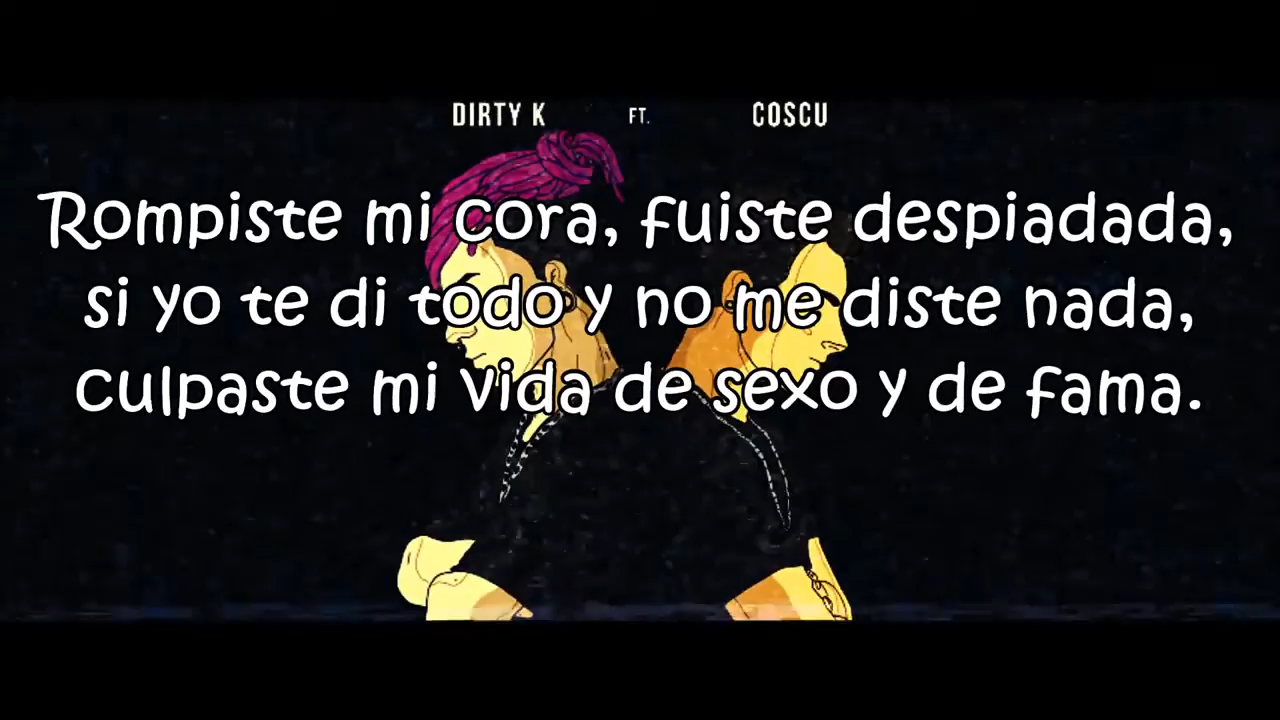 DIRTY K FT. COSCU
Rompiste mi cora, fuiste despiadada,
si yo te di todo y no me diste nada,
culpaste mi vida de sexo y de fama.